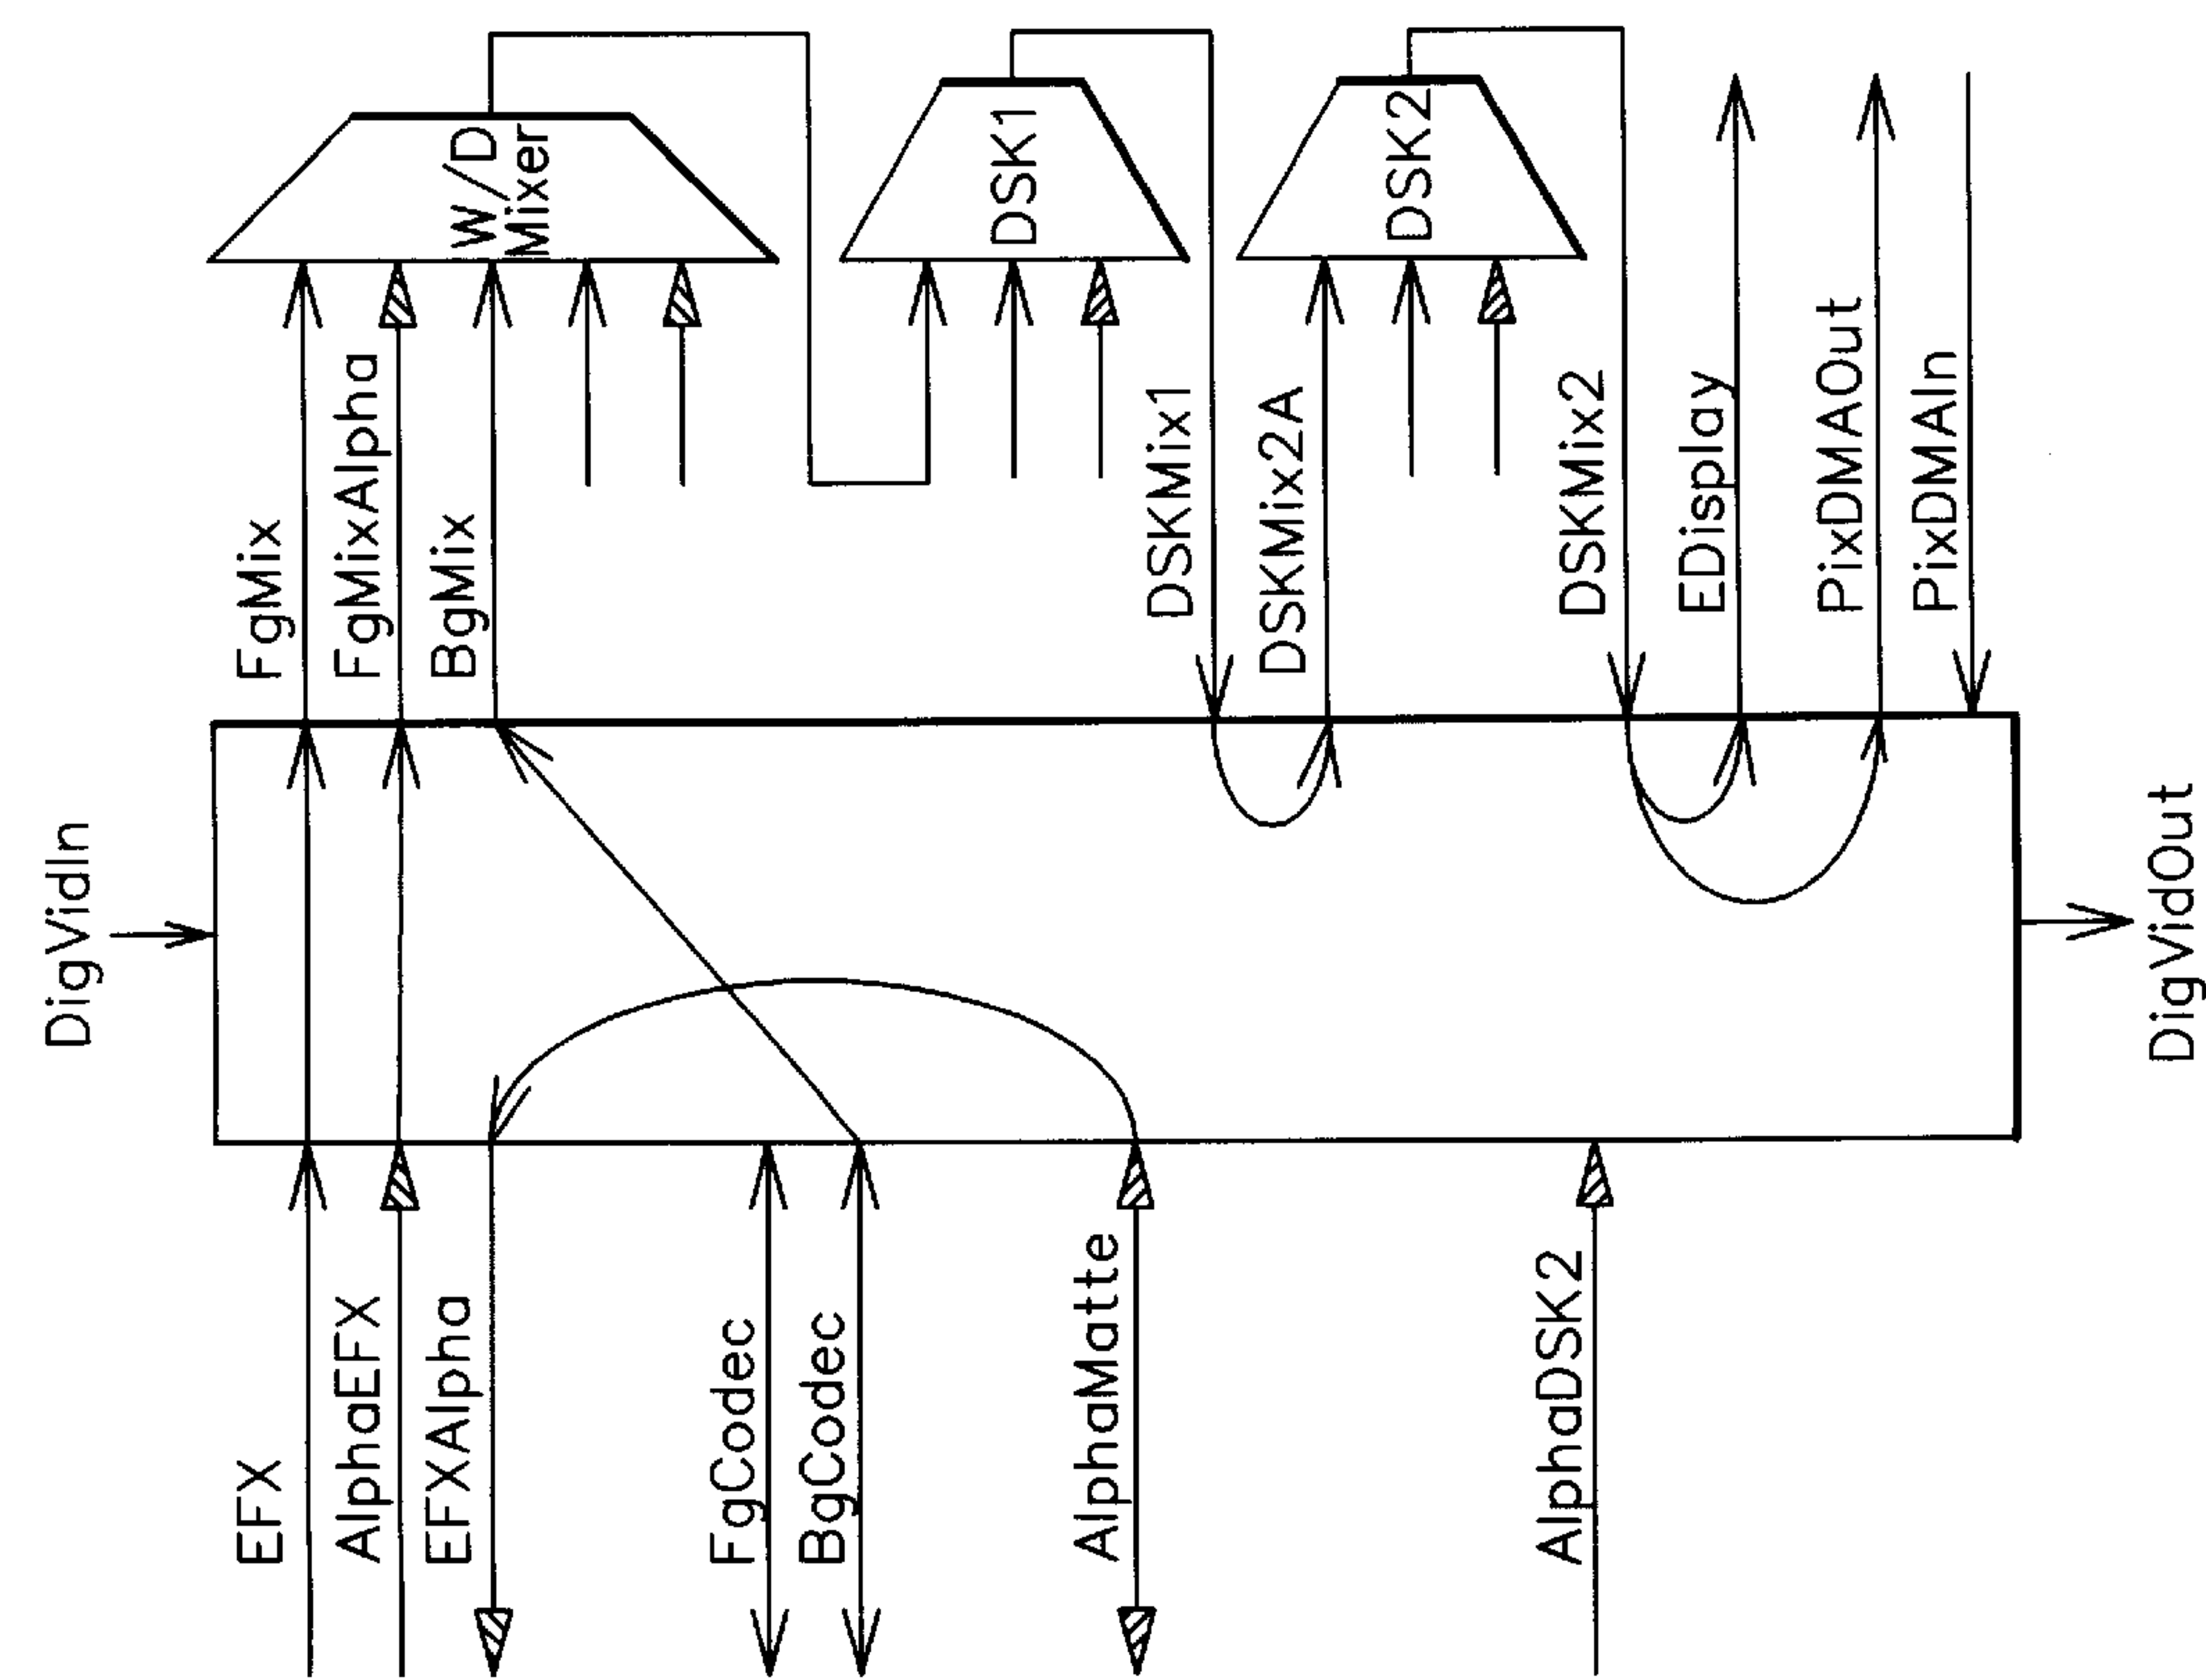 DigVidIn
EFX
AlphaEFX
EFXAlpha
FgCodec
BgCodec
AlphaMatte
AlphaDSK2
FgMix
FgMixAlpha
BgMix
W/D
Mixer
DSK1
DSKMix1
DSKMix2A
DSK2
DSKMix2
EDisplay
PixDMAOut
PixDMAIn
DigVidOut